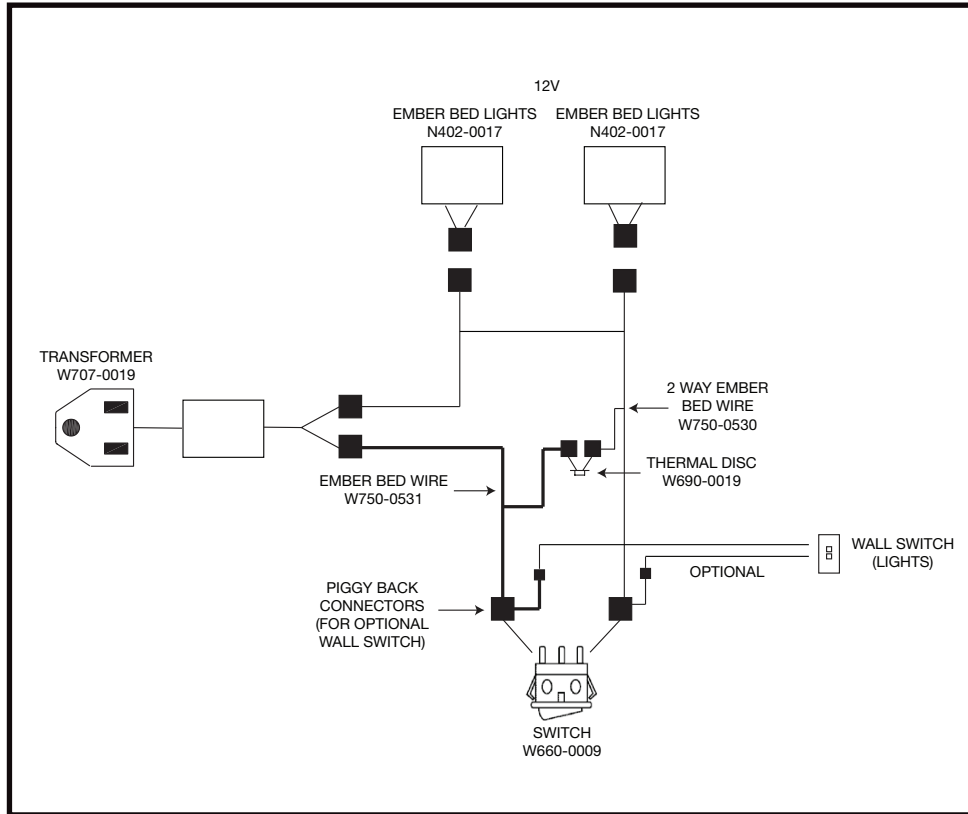 12V
EMBER BED LIGHTS
N402-0017
EMBER BED LIGHTS
N402-0017
TRANSFORMER
W707-0019
2 WAY EMBER
BED WIRE
W750-0530
THERMAL DISC
W690-0019
EMBER BED WIRE
W750-0531
WALL SWITCH
(LIGHTS)
OPTIONAL
PIGGY BACK
CONNECTORS
(FOR OPTIONAL
WALL SWITCH)
SWITCH
W660-0009